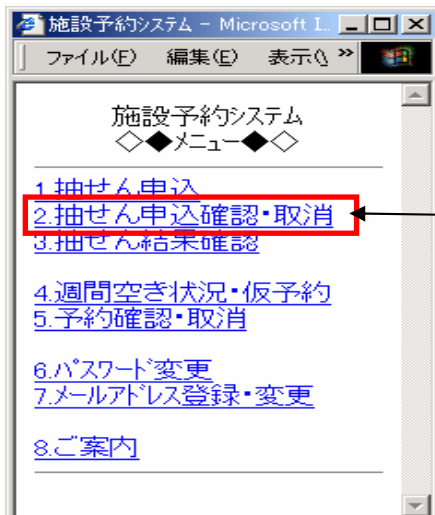 施設予約システム - Microsoft I...
ファイル(F) 編集(E) 表示(V »
施設予約システム
◇◆メニュー◆◇
1.抽せん申込
2.抽せん申込確認・取消
3.抽せん結果確認
4.週間空き状況・仮予約
5.予約確認・取消
6.パスワード変更
7.メールアドレス登録・変更
8.ご案内